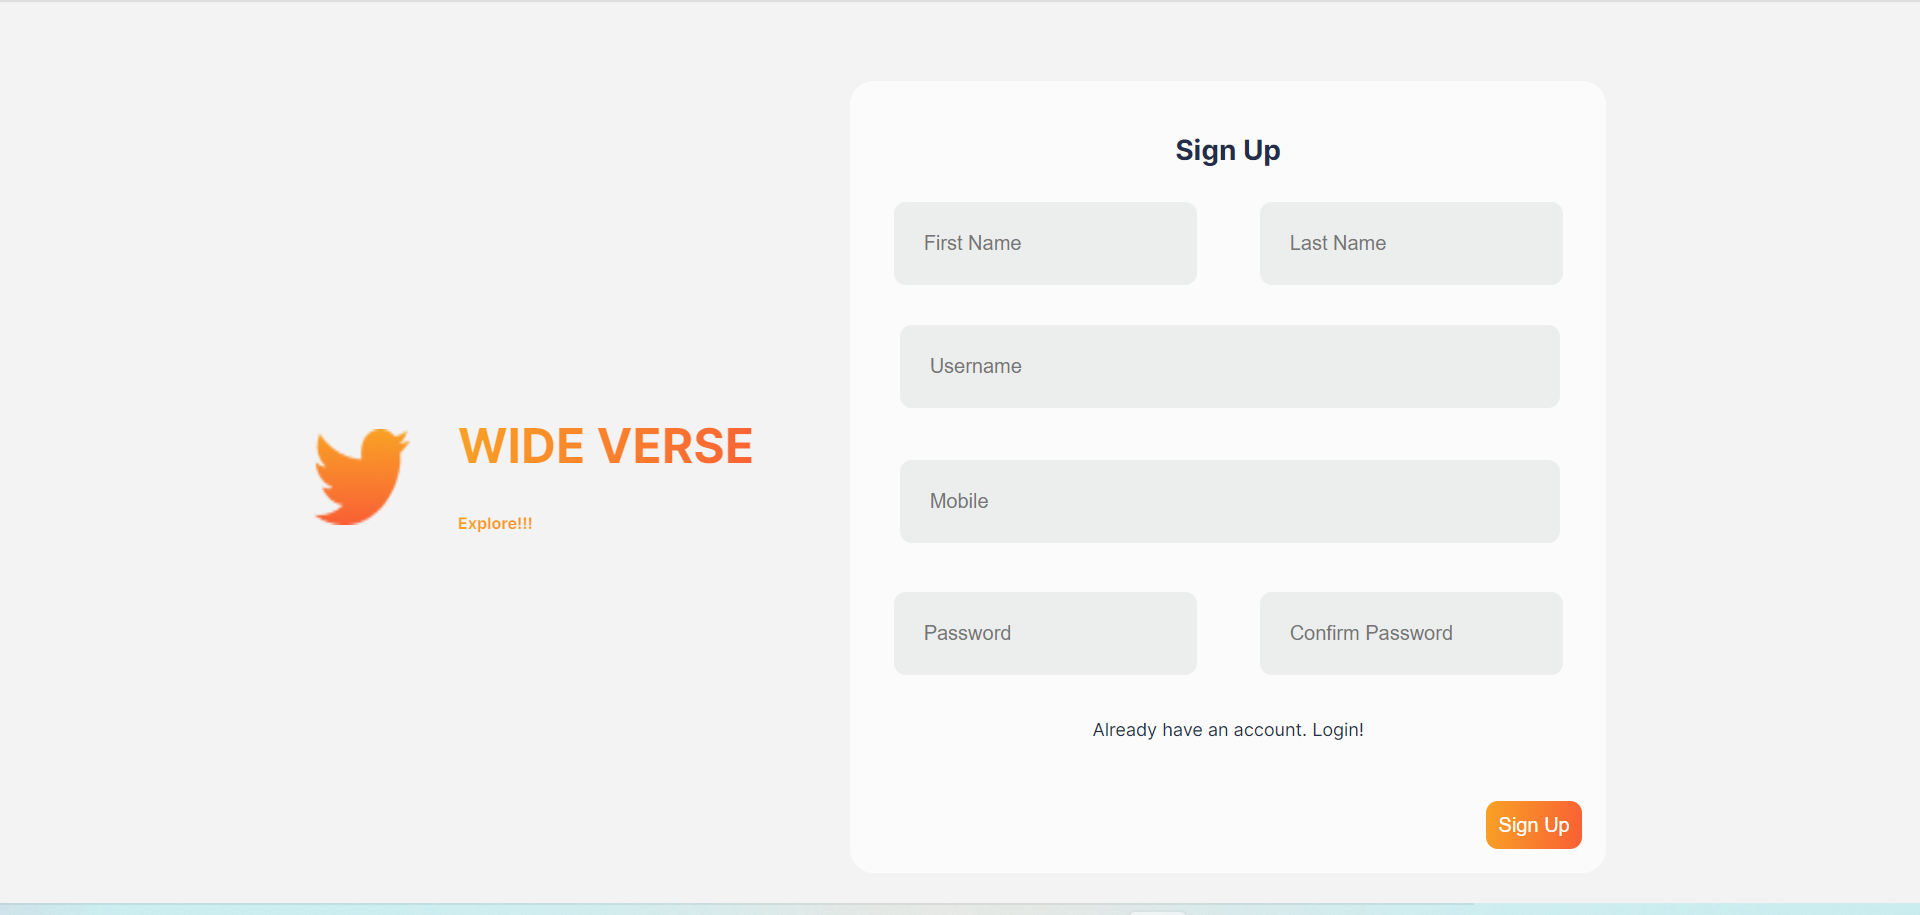 WIDE VERSE
Explore!!!
Sign Up
First Name Last Name
Username
Mobile
Password Confirm Password
Already have an account. Login!
Sign Up